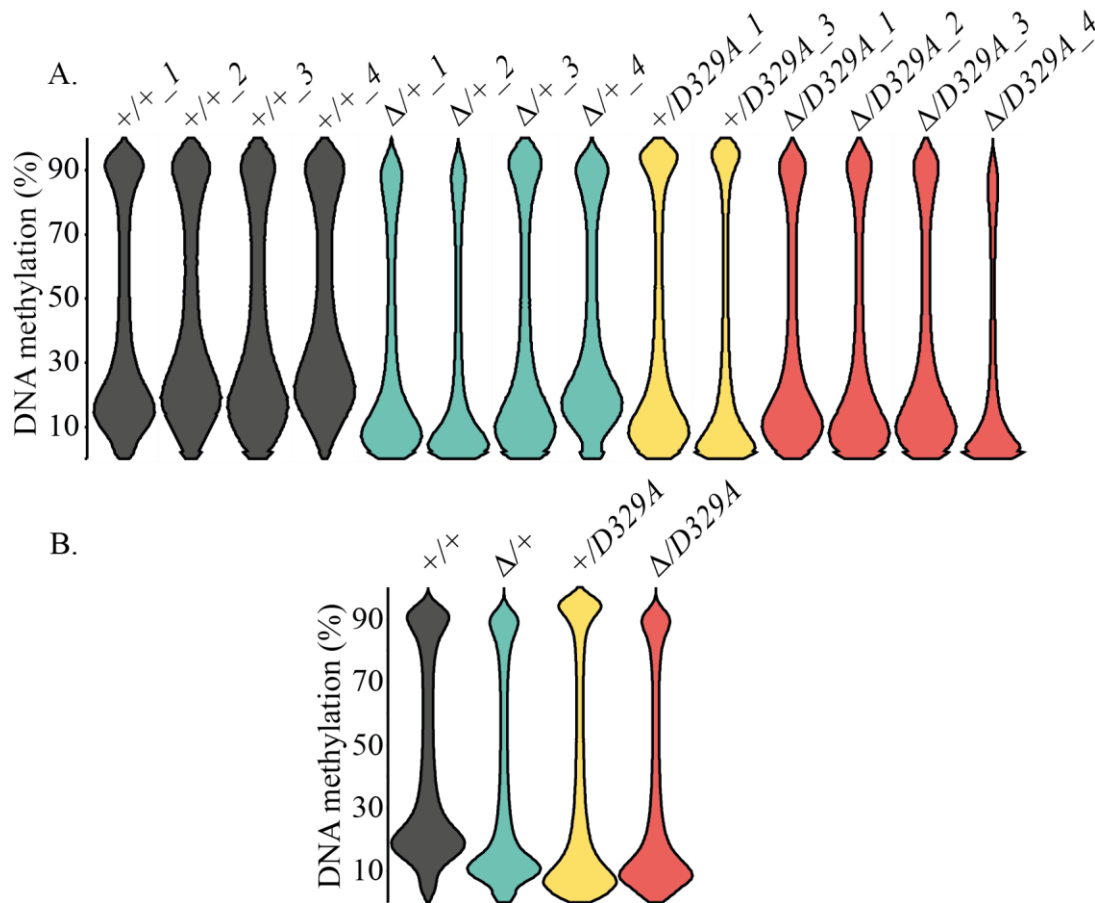 A.
+/+_1 +/+_2 +/+_3 +/+_4 Δ/+_1 Δ/+_2 Δ/+_3 Δ/+_4 +/D329A_1 +/D329A_3 Δ/D329A_1 Δ/D329A_2 Δ/D329A_3 Δ/D329A_4
DNA methylation (%)
90
70
50
30
10
B.
+/+ Δ/+ +/D329A Δ/D329A
DNA methylation (%)
90
70
50
30
10